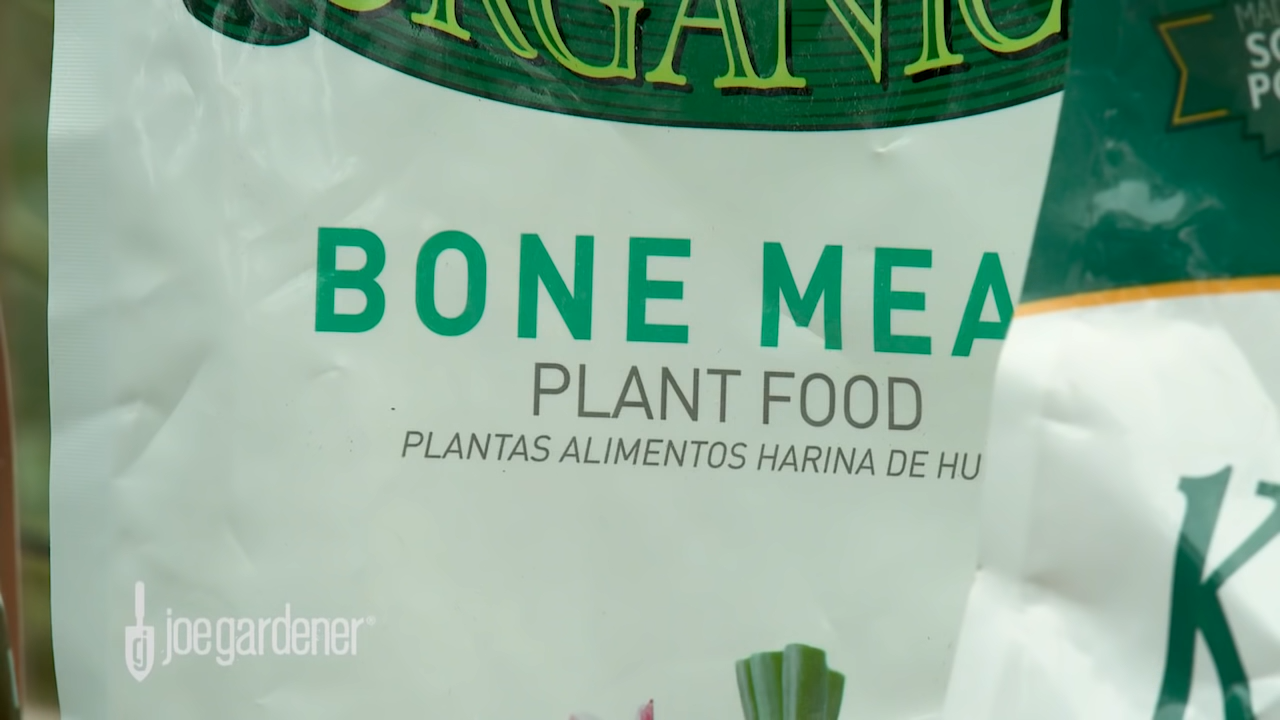 ORGANIC
BONE MEA
PLANT FOOD
PLANTAS ALIMENTOS HARINA DE HU
K
joegardener®